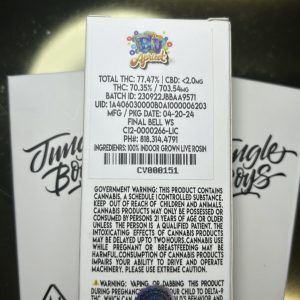 Apricot
TOTAL THC: 77.47% | CBD: <2.0MG
THC: 70.35% / 703.54MG
BATCH ID: 230922JBBAA9571
UID: 1A406030000B0A1000006203
MFG / PKG DATE: 04-20-24
FINAL BELL WS
C12-0000266-LIC
PH#: 818.314.4791
INGREDIENTS: 100% INDOOR GROWN LIVE ROSIN
CV000151
Jungle
Boys
Jungle
Boys
GOVERNMENT WARNING: THIS PRODUCT CONTAINS
CANNABIS, A SCHEDULE I CONTROLLED SUBSTANCE.
KEEP OUT OF REACH OF CHILDREN AND ANIMALS.
CANNABIS PRODUCTS MAY ONLY BE POSSESSED OR
CONSUMED BY PERSONS 21 YEARS OF AGE OR OLDER
UNLESS THE PERSON IS A QUALIFIED PATIENT. THE
INTOXICATING EFFECTS OF CANNABIS PRODUCTS MAY
BE DELAYED UP TO TWO HOURS. CANNABIS USE
WHILE PREGNANT OR BREASTFEEDING MAY BE
HARMFUL. CONSUMPTION OF CANNABIS PRODUCTS
IMPAIRS YOUR ABILITY TO DRIVE AND OPERATE
MACHINERY. PLEASE USE EXTREME CAUTION.
WARNING: THE USE OF THIS PRODUCT
DURING PREGNANCY